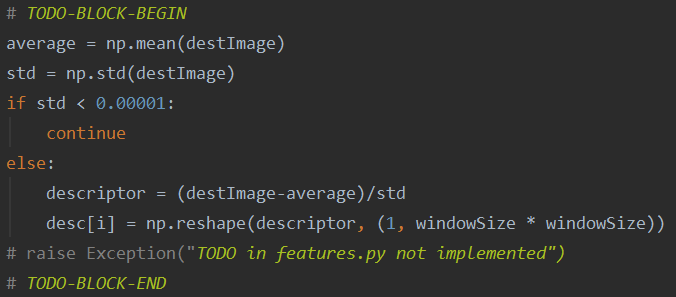 # TODO-BLOCK-BEGIN
average = np.mean(destImage)
std = np.std(destImage)
if std < 0.00001:
    continue
else:
    descriptor = (destImage-average)/std
    desc[i] = np.reshape(descriptor, (1, windowSize * windowSize))
# raise Exception("TODO in features.py not implemented")
# TODO-BLOCK-END